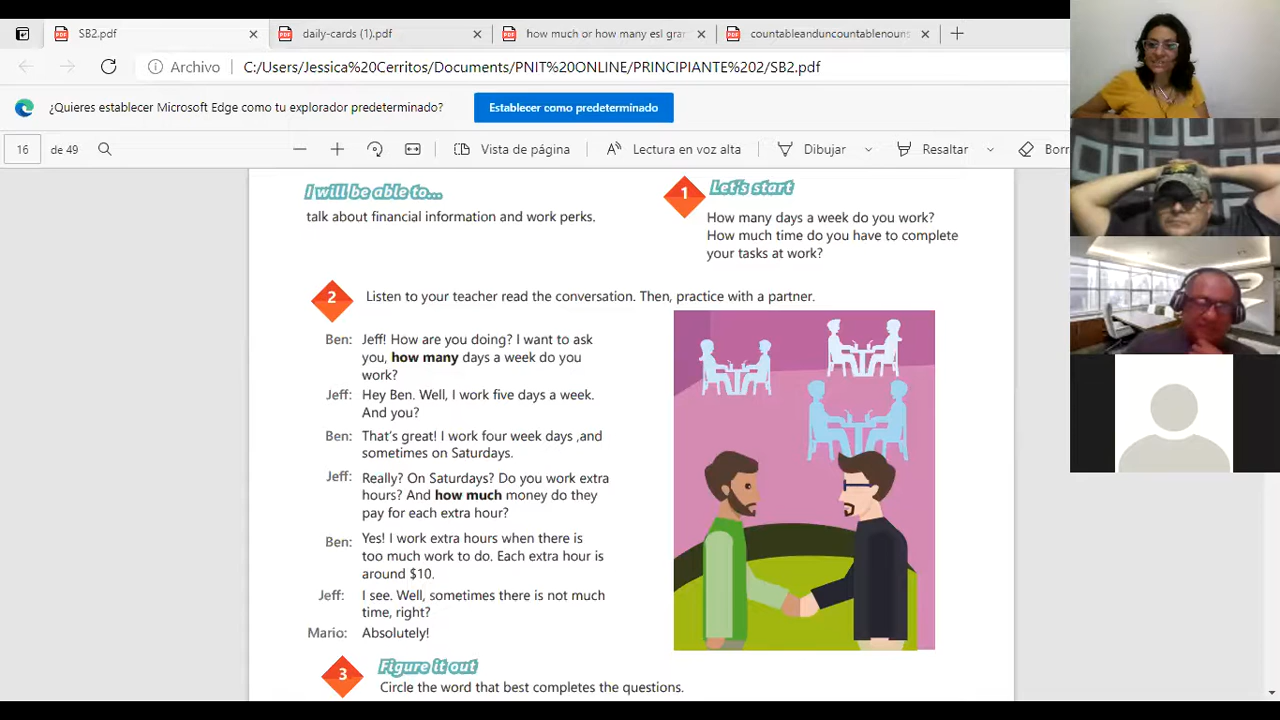 SB2.pdf
daily-cards (1).pdf
how much or how many esl gra
countableanduncountablenouns
Archivo
C:/Users/Jessica%20Cerritos/Documents/PNIT%20ONLINE/PRINCIPIANTE%202/SB2.pdf
¿Quieres establecer Microsoft Edge como tu explorador predeterminado?
Establecer como predeterminado
16 de 49
Vista de página
Lectura en voz alta
Dibujar
Resaltar
Borr
I will be able to...
talk about financial information and work perks.
1 Let's start
How many days a week do you work?
How much time do you have to complete
your tasks at work?
2 Listen to your teacher read the conversation. Then, practice with a partner.
Ben: Jeff! How are you doing? I want to ask
you, how many days a week do you
work?
Jeff: Hey Ben. Well, I work five days a week.
And you?
Ben: That's great! I work four week days ,and
sometimes on Saturdays.
Jeff: Really? On Saturdays? Do you work extra
hours? And how much money do they
pay for each extra hour?
Ben: Yes! I work extra hours when there is
too much work to do. Each extra hour is
around $10.
Jeff: I see. Well, sometimes there is not much
time, right?
Mario: Absolutely!
3 Figure it out
Circle the word that best completes the questions.